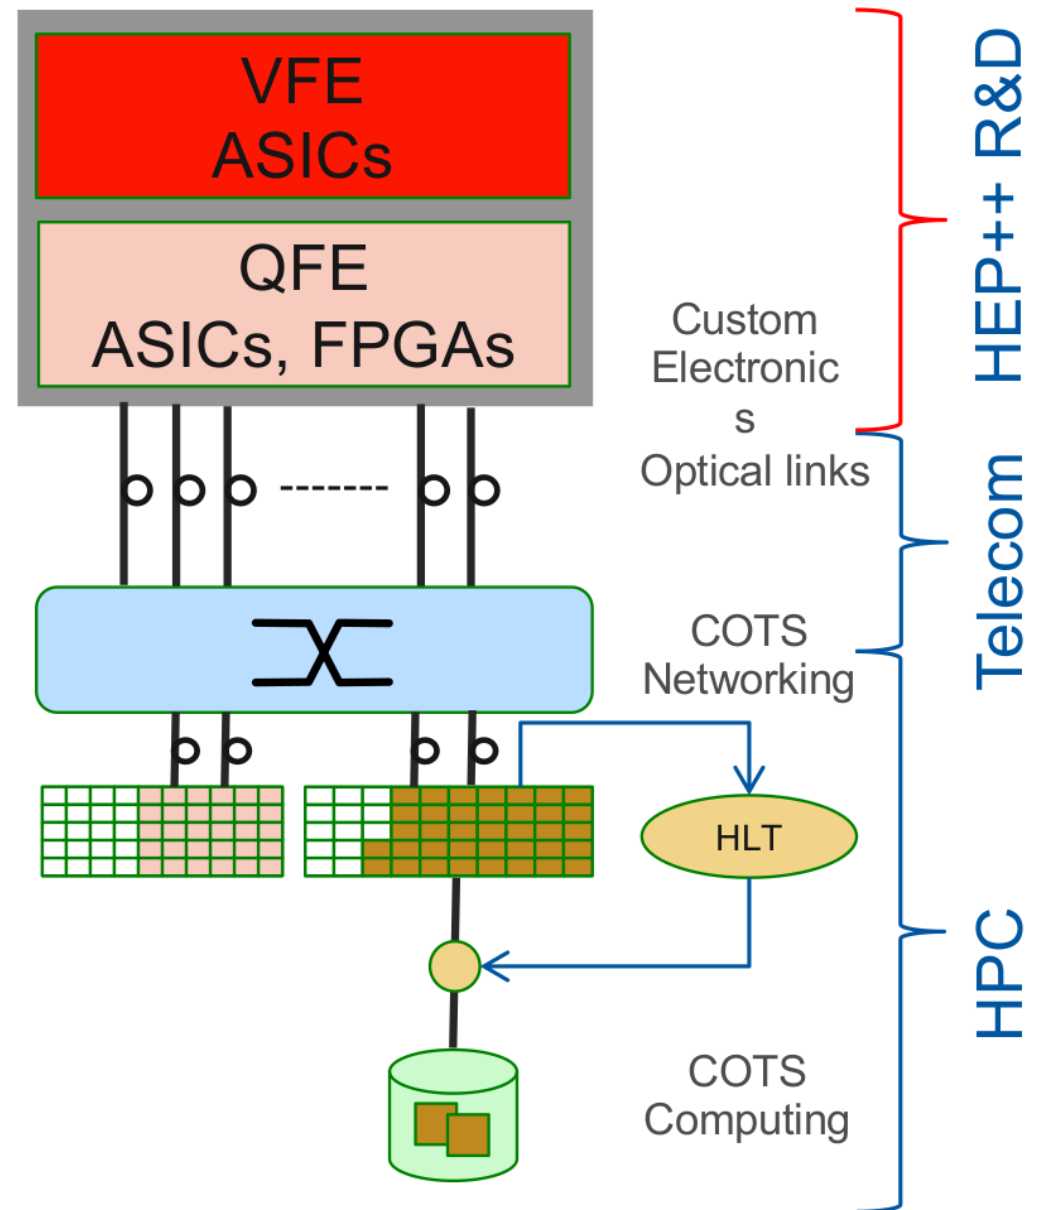 VFE
ASICs
QFE
ASICs, FPGAs
Custom
Electronic
s
Optical links
COTS
Networking
HLT
COTS
Computing
HEP++ R&D
Telecom
HPC